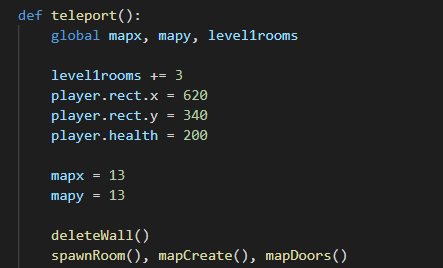 def teleport():
    global mapx, mapy, level1rooms

    level1rooms += 3
    player.rect.x = 620
    player.rect.y = 340
    player.health = 200

    mapx = 13
    mapy = 13

    deleteWall()
    spawnRoom(), mapCreate(), mapDoors()